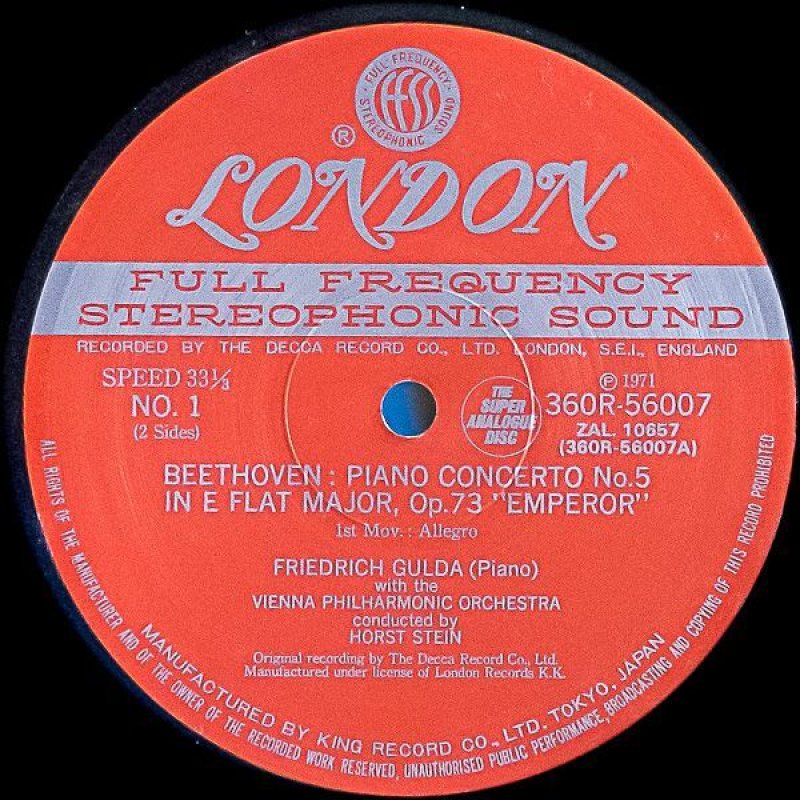 FULL FREQUENCY
ffss
STEREOPHONIC SOUND
®
LONDON
FULL FREQUENCY
STEREOPHONIC SOUND
RECORDED BY THE DECCA RECORD CO., LTD. LONDON, S.E.I., ENGLAND
SPEED 33⅓
NO. 1
(2 Sides)
THE
SUPER
ANALOGUE
DISC
℗ 1971
360R-56007
ZAL. 10657
(360R-56007A)
BEETHOVEN : PIANO CONCERTO No.5
IN E FLAT MAJOR, Op.73 "EMPEROR"
1st Mov. : Allegro
FRIEDRICH GULDA (Piano)
with the
VIENNA PHILHARMONIC ORCHESTRA
conducted by
HORST STEIN
Original recording by The Decca Record Co., Ltd.
Manufactured under license of London Records K.K.
MANUFACTURED BY KING RECORD CO., LTD. TOKYO, JAPAN
ALL RIGHTS OF THE MANUFACTURER AND OF THE OWNER OF THE RECORDED WORK RESERVED, UNAUTHORISED PUBLIC PERFORMANCE, BROADCASTING AND COPYING OF THIS RECORD PROHIBITED